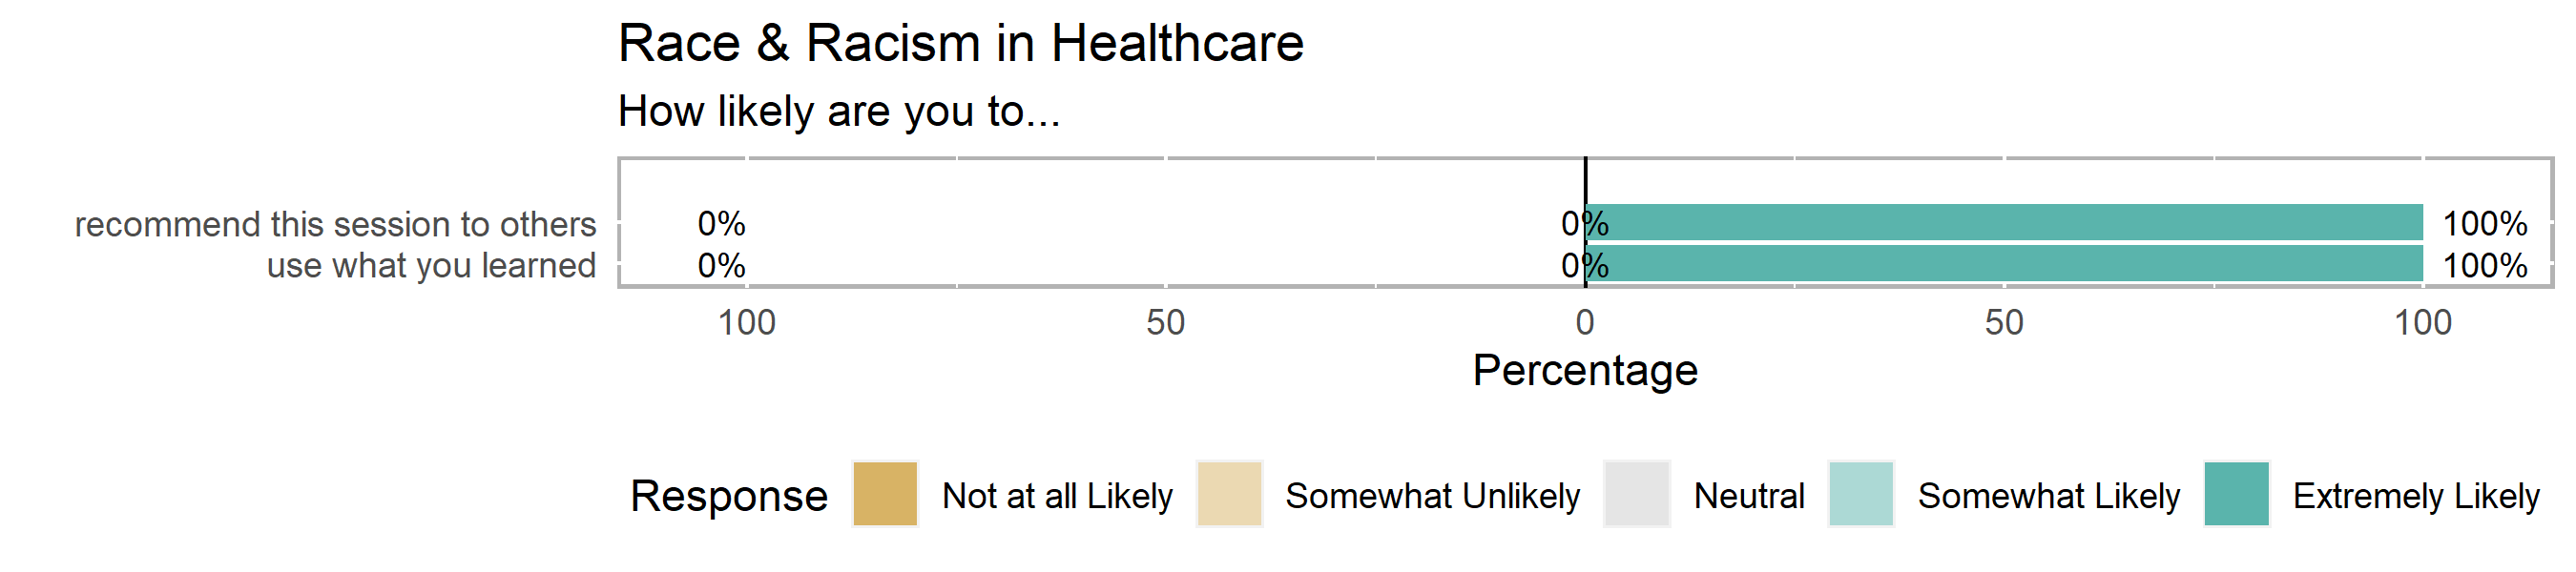 Race & Racism in Healthcare
How likely are you to...
recommend this session to others 0% 0% 100%
use what you learned 0% 0% 100%
100 50 0 50 100
Percentage
Response Not at all Likely Somewhat Unlikely Neutral Somewhat Likely Extremely Likely